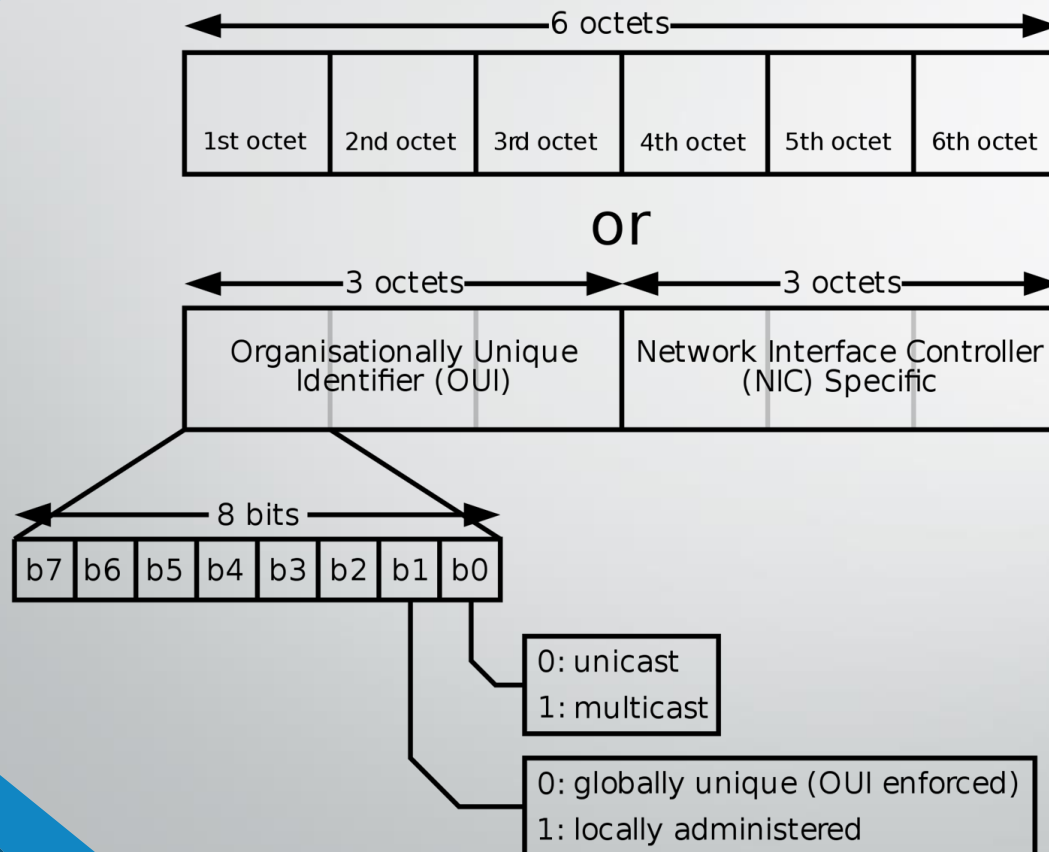 6 octets
1st octet 2nd octet 3rd octet 4th octet 5th octet 6th octet
or
3 octets 3 octets
Organisationally Unique
Identifier (OUI)
Network Interface Controller
(NIC) Specific
8 bits
b7 b6 b5 b4 b3 b2 b1 b0
0: unicast
1: multicast
0: globally unique (OUI enforced)
1: locally administered